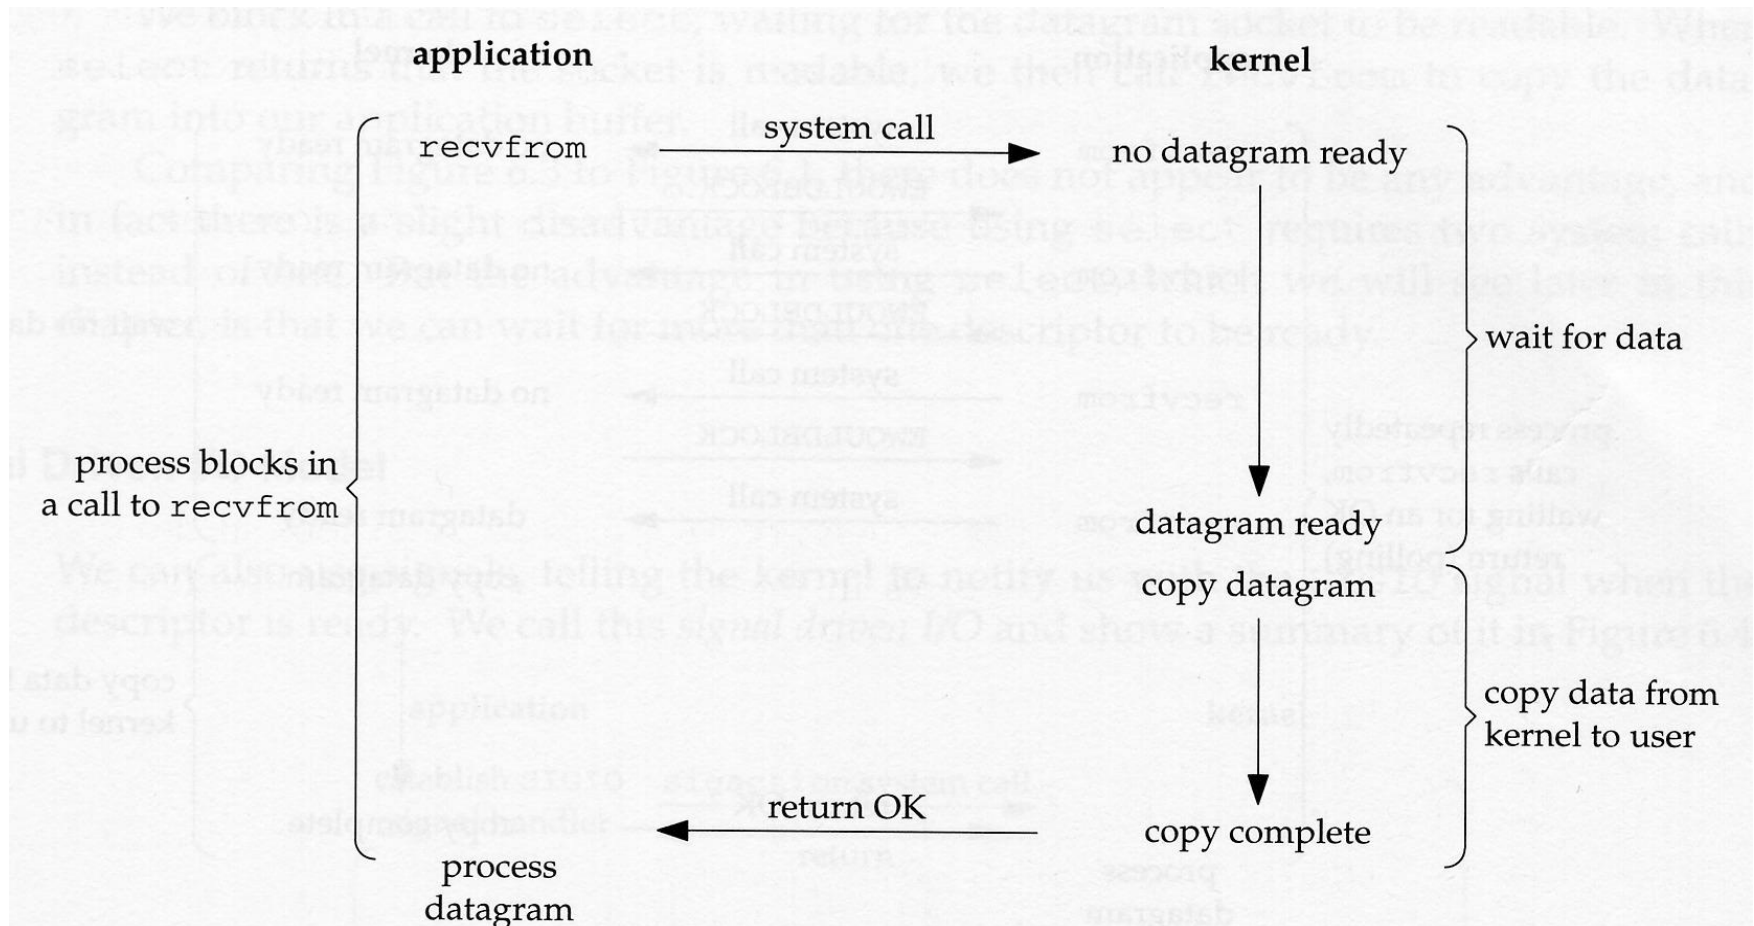 application
kernel
system call
recvfrom
no datagram ready
wait for data
process blocks in
a call to recvfrom
datagram ready
copy datagram
copy data from
kernel to user
return OK
copy complete
process
datagram